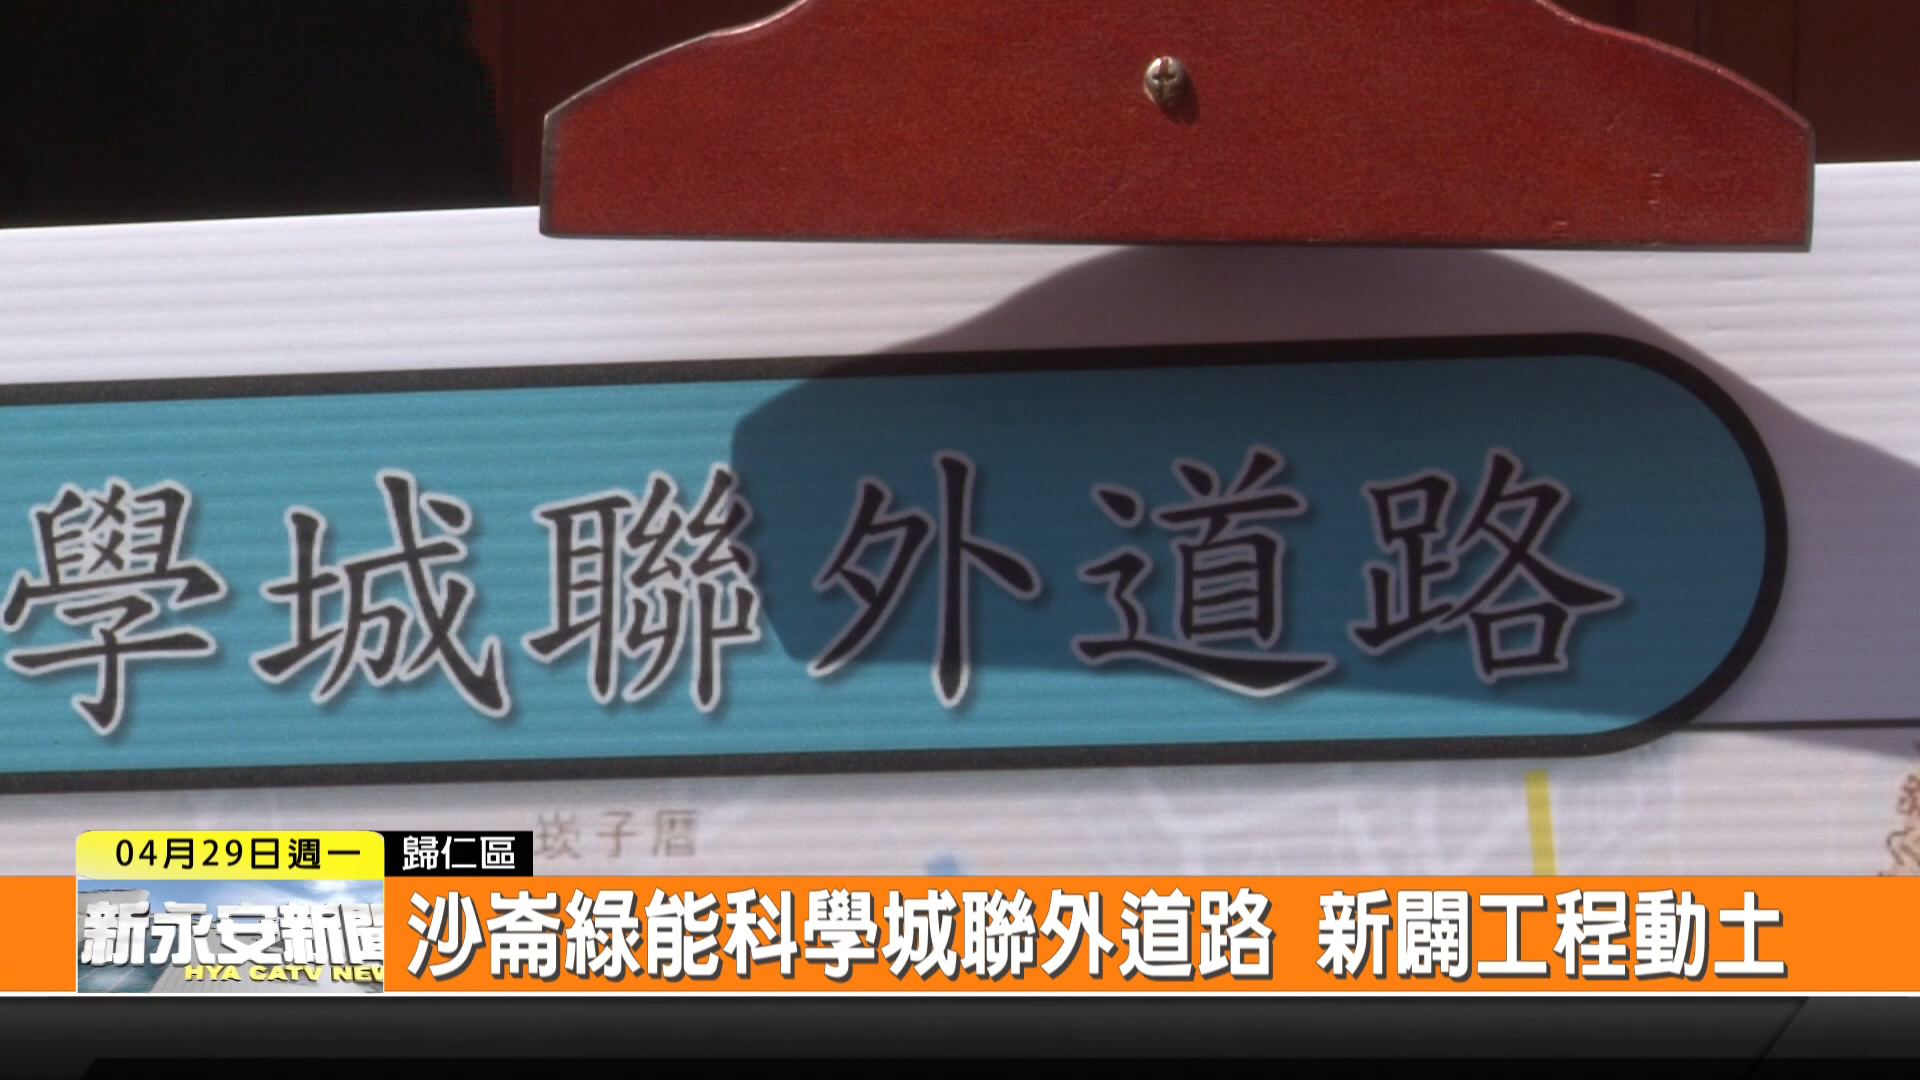 學城聯外道路
崁子厝
04月29日週一
歸仁區
新永安新聞
HYA CATV NEW
沙崙綠能科學城聯外道路 新闢工程動土